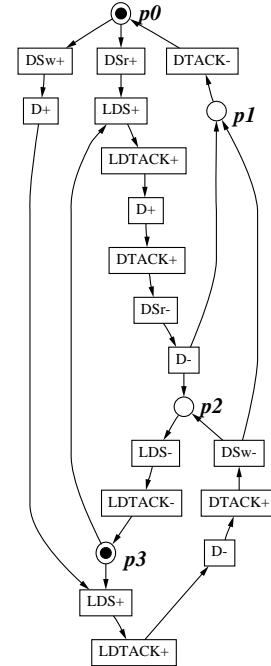 p0
DSw+ DSr+ DTACK-
D+ LDS+ p1
LDTACK+
D+
DTACK+
DSr-
D-
p2
LDS- DSw-
LDTACK- DTACK+
p3 D-
LDS+
LDTACK+